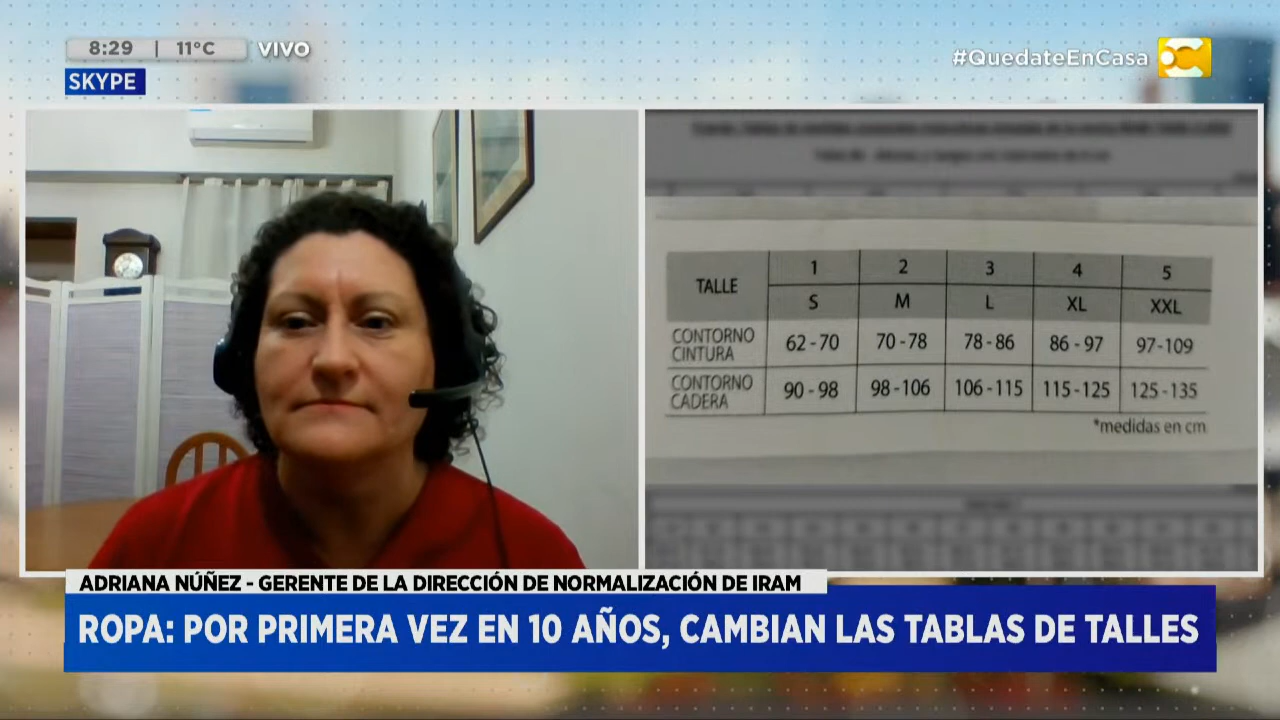 8:29 | 11°C VIVO
#QuedateEnCasa
SKYPE
TALLE 1 2 3 4 5
S M L XL XXL
CONTORNO CINTURA 62 - 70 70 - 78 78 - 86 86 - 97 97-109
CONTORNO CADERA 90 - 98 98 -106 106 -115 115 -125 125 -135
*medidas en cm
ADRIANA NÚÑEZ - GERENTE DE LA DIRECCIÓN DE NORMALIZACIÓN DE IRAM
ROPA: POR PRIMERA VEZ EN 10 AÑOS, CAMBIAN LAS TABLAS DE TALLES